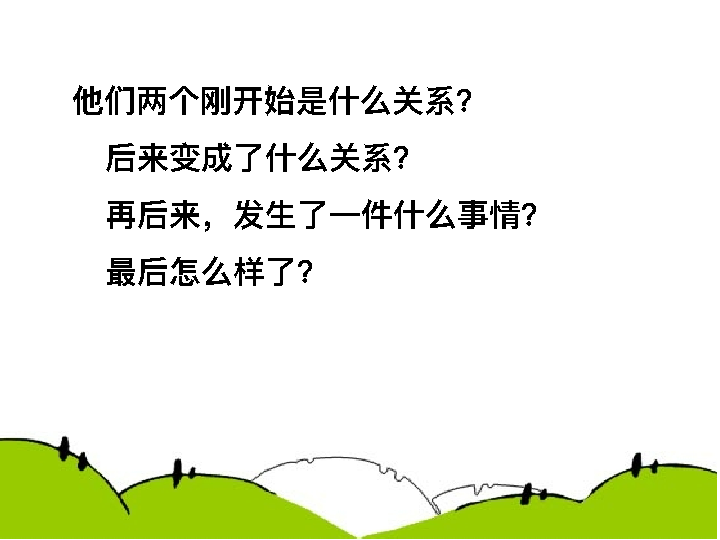 他们两个刚开始是什么关系?
后来变成了什么关系?
再后来，发生了一件什么事情?
最后怎么样了?